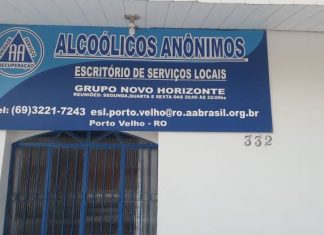 ALCOÓLICOS ANÔNIMOS
AA
RECUPERAÇÃO
ESCRITÓRIO DE SERVIÇOS LOCAIS
GRUPO NOVO HORIZONTE
REUNIÕES: SEGUNDA, QUARTA E SEXTA DAS 20:00 ÀS 22:00hs
tel: (69)3221-7243 esl.porto.velho@ro.aabrasil.org.br
Porto Velho - RO
332